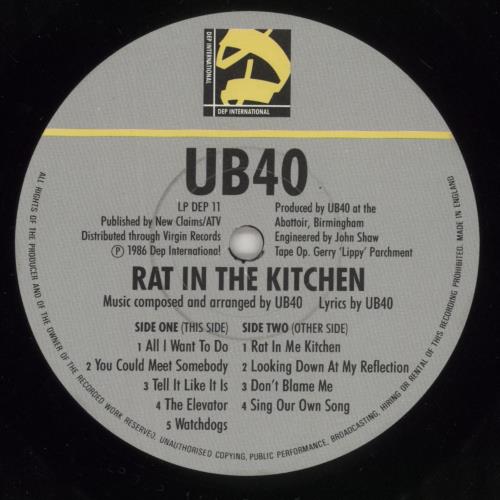 DEP INTERNATIONAL
DEP INTERNATIONAL
UB40
LP DEP 11
Published by New Claims/ATV
Distributed through Virgin Records
Ⓟ 1986 Dep International
Produced by UB40 at the
Abattoir, Birmingham
Engineered by John Shaw
Tape Op. Gerry 'Lippy' Parchment
RAT IN THE KITCHEN
Music composed and arranged by UB40 Lyrics by UB40
SIDE ONE (THIS SIDE)
1 All I Want To Do
2 You Could Meet Somebody
3 Tell It Like It Is
4 The Elevator
5 Watchdogs
SIDE TWO (OTHER SIDE)
1 Rat In Me Kitchen
2 Looking Down At My Reflection
3 Don't Blame Me
4 Sing Our Own Song
ALL RIGHTS OF THE PRODUCER AND OF THE OWNER OF THE RECORDED WORK RESERVED. UNAUTHORISED COPYING, PUBLIC PERFORMANCE, BROADCASTING, HIRING OR RENTAL OF THIS RECORDING PROHIBITED. MADE IN ENGLAND